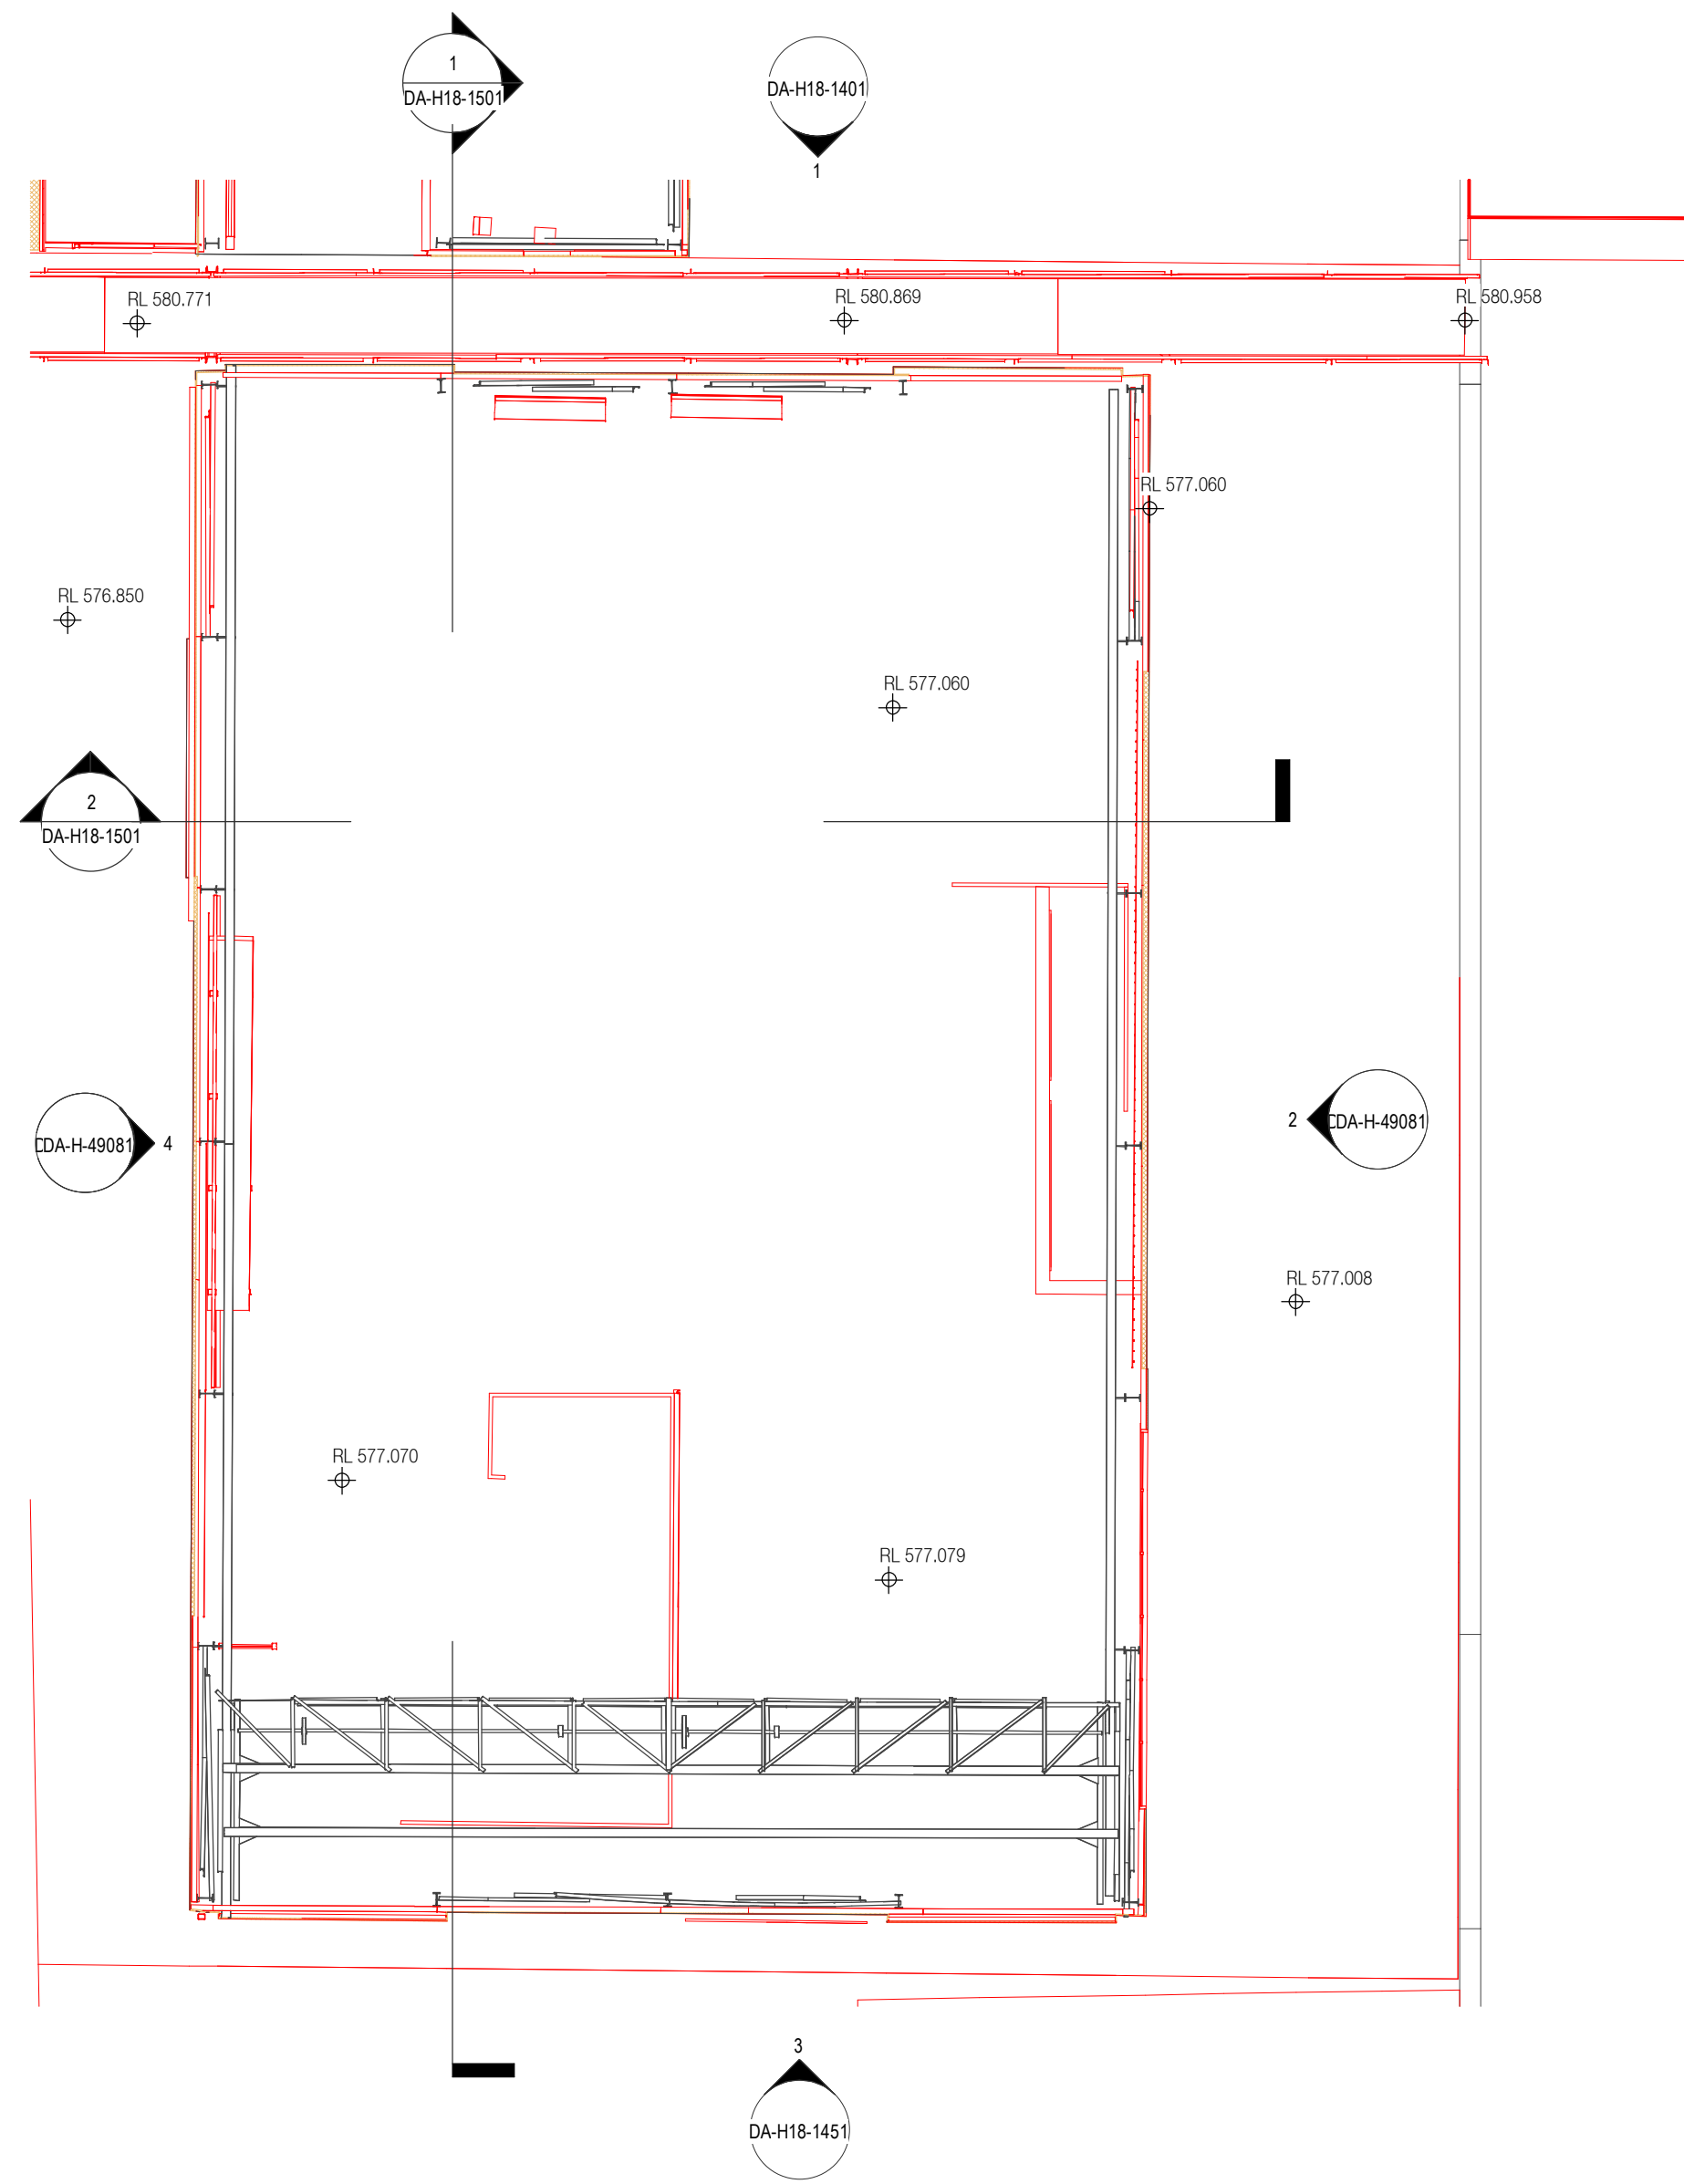 1
DA-H18-1501
DA-H18-1401
1
RL 580.771
RL 580.869
RL 580.958
RL 577.060
RL 576.850
RL 577.060
2
DA-H18-1501
CDA-H-49081
4
2
CDA-H-49081
RL 577.008
RL 577.070
RL 577.079
3
DA-H18-1451